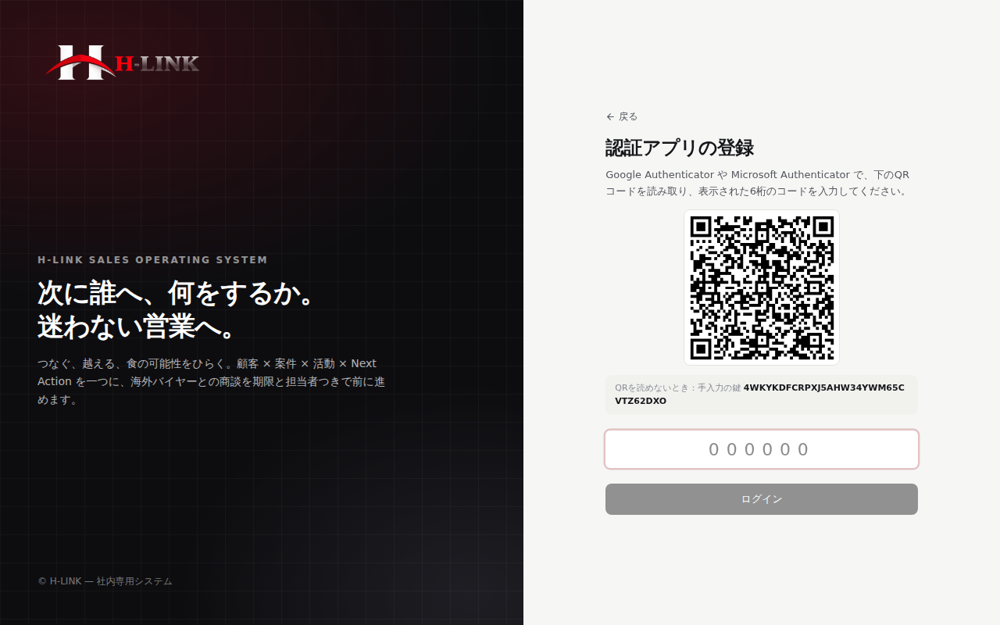 H-LINK
H-LINK SALES OPERATING SYSTEM
次に誰へ、何をするか。
迷わない営業へ。
つなぐ、越える、食の可能性をひらく。顧客 × 案件 × 活動 × Next
Action を一つに、海外バイヤーとの商談を期限と担当者つきで前に進
めます。
© H-LINK — 社内専用システム
← 戻る
認証アプリの登録
Google Authenticator や Microsoft Authenticator で、下のQR
コードを読み取り、表示された6桁のコードを入力してください。
QRを読めないとき：手入力の鍵 4WKYKDFCRPXJ5AHW34YWM65C
VTZ62DXO
000000
ログイン